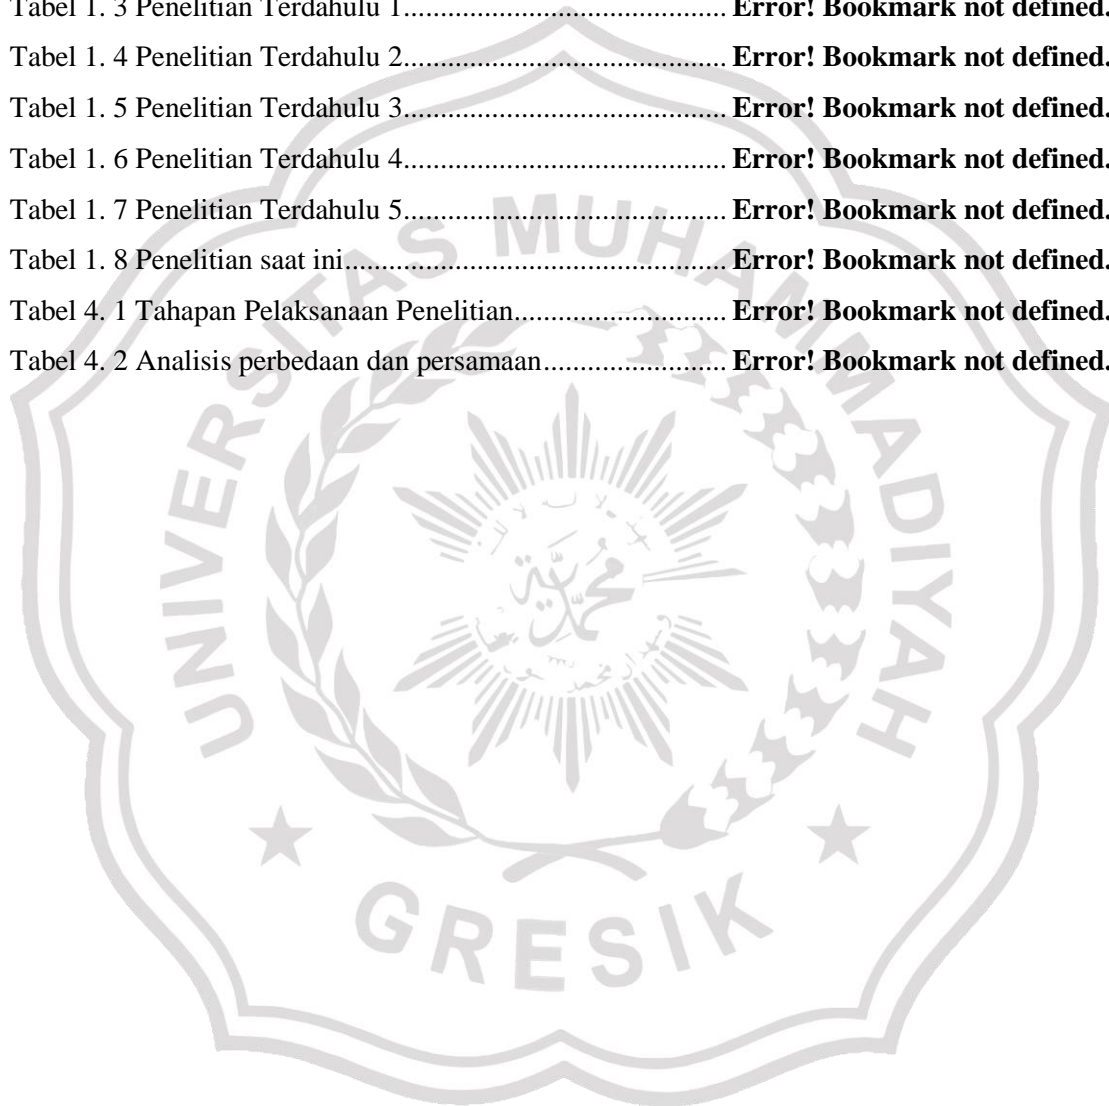 Tabel 1. 3 Penelitian Terdahulu 1............................................ Error! Bookmark not defined.
Tabel 1. 4 Penelitian Terdahulu 2............................................ Error! Bookmark not defined.
Tabel 1. 5 Penelitian Terdahulu 3............................................ Error! Bookmark not defined.
Tabel 1. 6 Penelitian Terdahulu 4............................................ Error! Bookmark not defined.
Tabel 1. 7 Penelitian Terdahulu 5............................................ Error! Bookmark not defined.
Tabel 1. 8 Penelitian saat ini.................................................... Error! Bookmark not defined.
Tabel 4. 1 Tahapan Pelaksanaan Penelitian............................. Error! Bookmark not defined.
Tabel 4. 2 Analisis perbedaan dan persamaan......................... Error! Bookmark not defined.
UNIVERSITAS MUHAMMADIYAH
محمدية
GRESIK